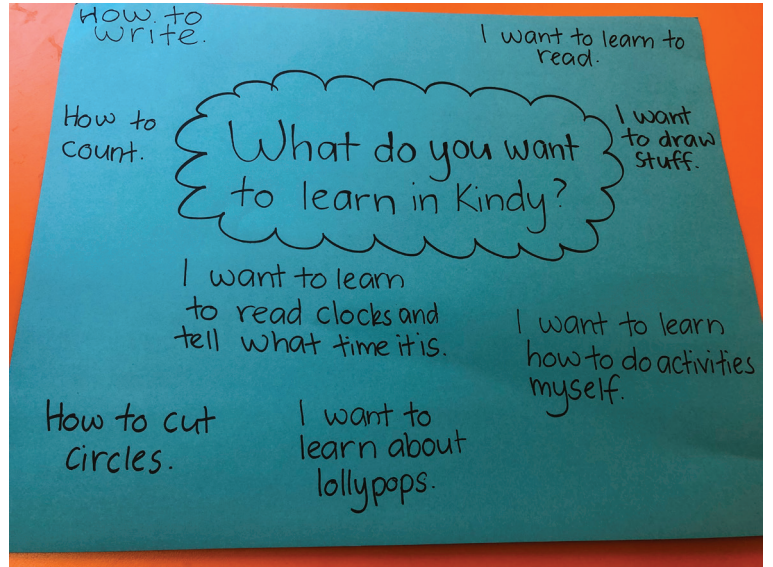 How to
write.
I want to learn to
read.
How to
count.
What do you want
to learn in Kindy?
I want
to draw
stuff.
I want to learn
to read clocks and
tell what time it is.
I want to learn
how to do activities
myself.
How to cut
circles.
I want to
learn about
lollypops.